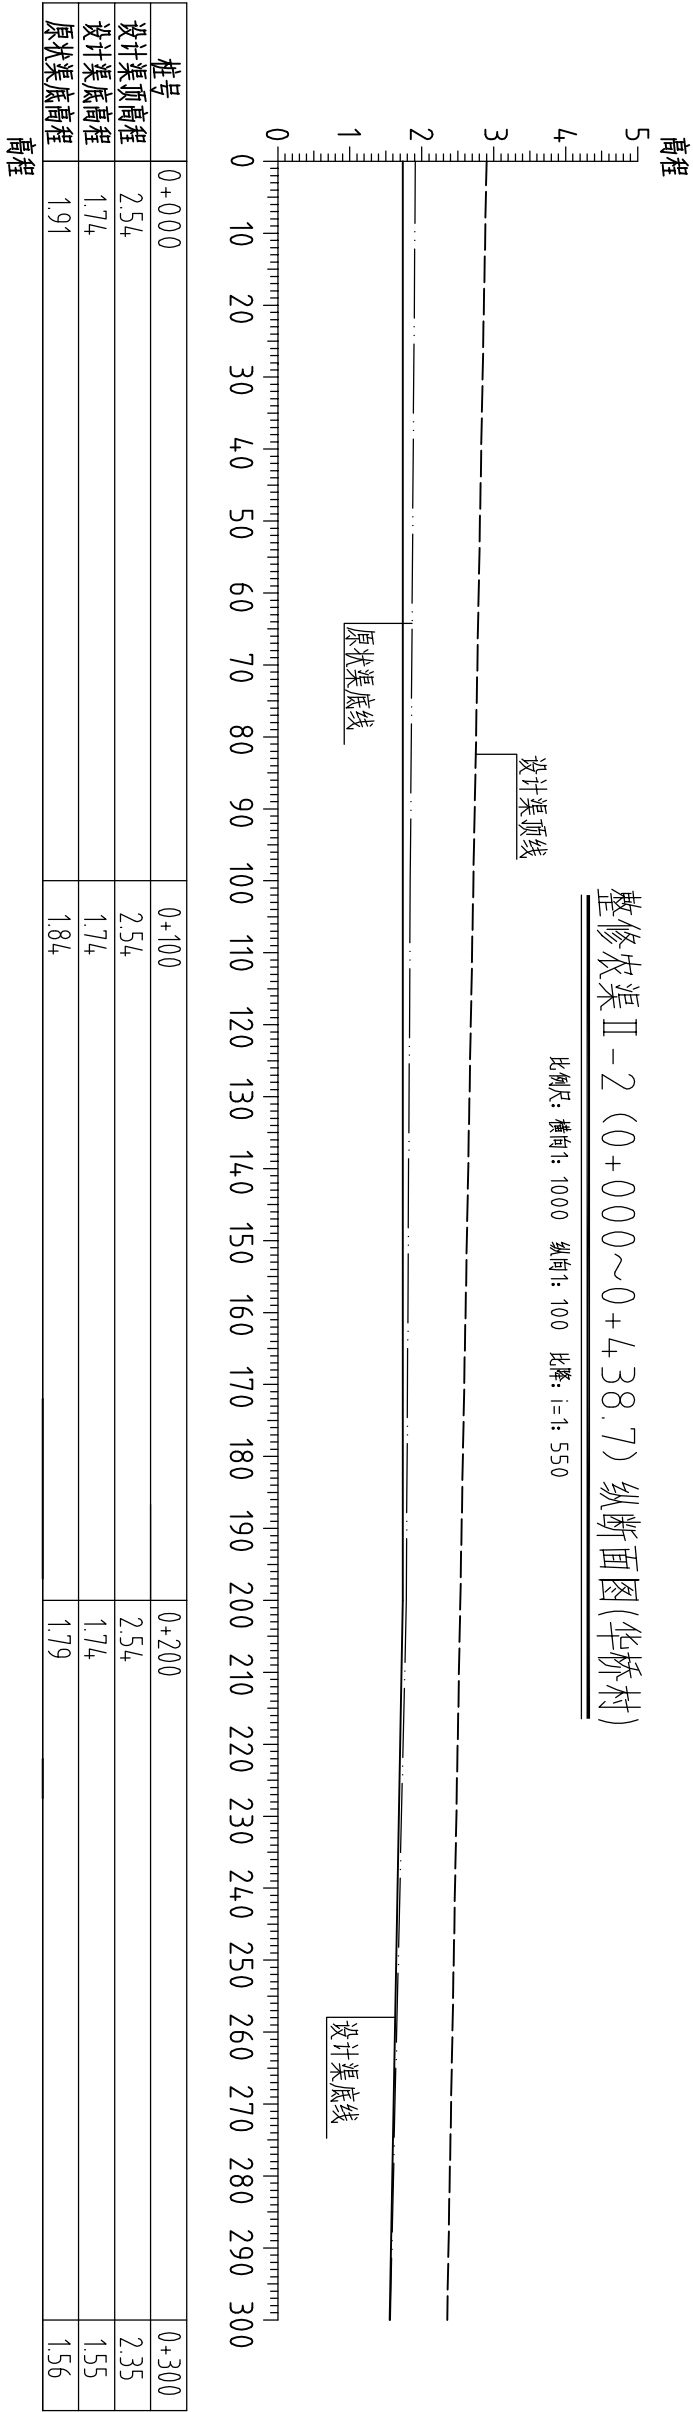 整修农渠Ⅱ-2(0+000~0+438.7)纵断面图(华桥村)
比例尺: 横向1: 1000 纵向1: 100 比降: i=1: 550
高程
5
4
3
2
1
0
设计渠顶线
原状渠底线
设计渠底线
0 10 20 30 40 50 60 70 80 90 100 110 120 130 140 150 160 170 180 190 200 210 220 230 240 250 260 270 280 290 300
桩号 0+000 0+100 0+200 0+300
设计渠顶高程 2.54 2.54 2.54 2.35
设计渠底高程 1.74 1.74 1.74 1.55
原状渠底高程 1.91 1.84 1.79 1.56
高程